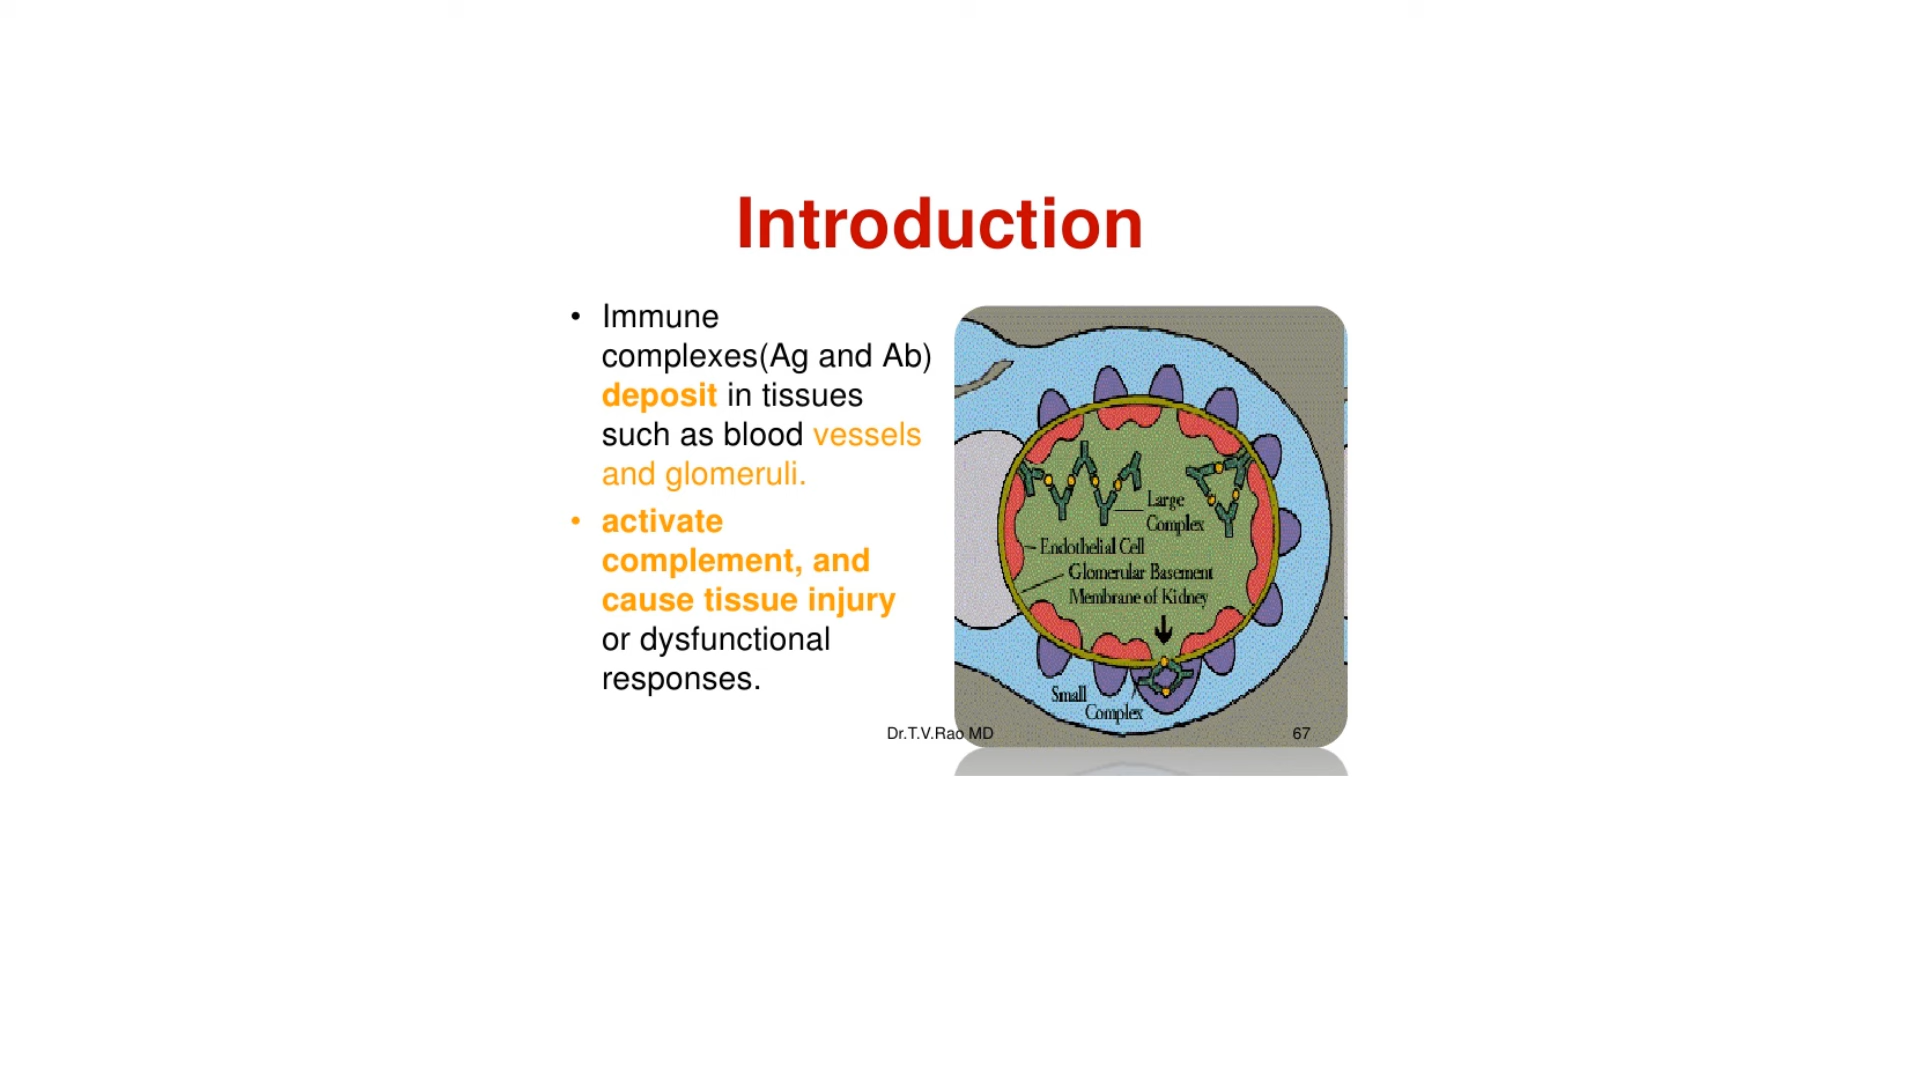 Introduction
• Immune
complexes(Ag and Ab)
deposit in tissues
such as blood vessels
and glomeruli.
• activate
complement, and
cause tissue injury
or dysfunctional
responses.
Large
Complex
Endothelial Cell
Glomerular Basement
Membrane of Kidney
Small
Complex
Dr.T.V.Rao MD
67